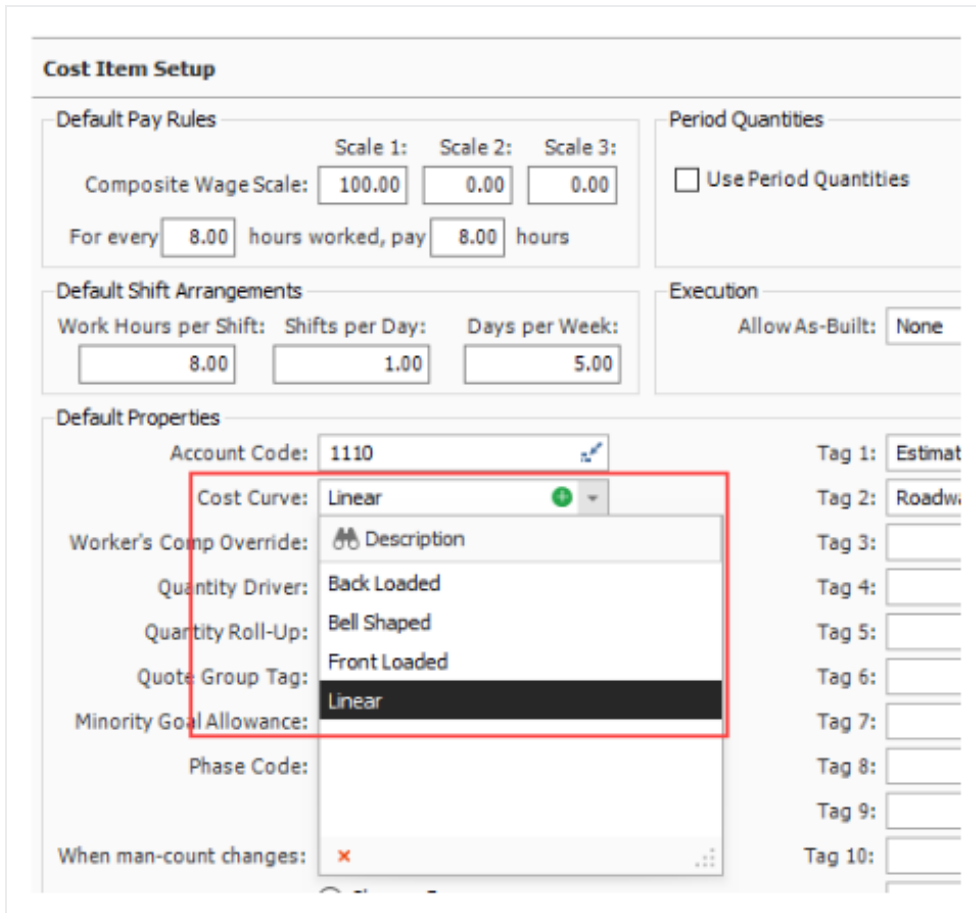 Cost Item Setup
Default Pay Rules
Period Quantities
Scale 1: Scale 2: Scale 3:
Composite Wage Scale: 100.00 0.00 0.00
Use Period Quantities
For every 8.00 hours worked, pay 8.00 hours
Default Shift Arrangements
Execution
Work Hours per Shift: Shifts per Day: Days per Week:
Allow As-Built: None
8.00 1.00 5.00
Default Properties
Account Code: 1110 Tag 1: Estimat
Cost Curve: Linear Tag 2: Roadwa
Worker's Comp Override: Description Tag 3:
Quantity Driver: Back Loaded Tag 4:
Quantity Roll-Up: Bell Shaped Tag 5:
Quote Group Tag: Front Loaded Tag 6:
Minority Goal Allowance: Linear Tag 7:
Phase Code: Tag 8:
Tag 9:
When man-count changes: Tag 10: